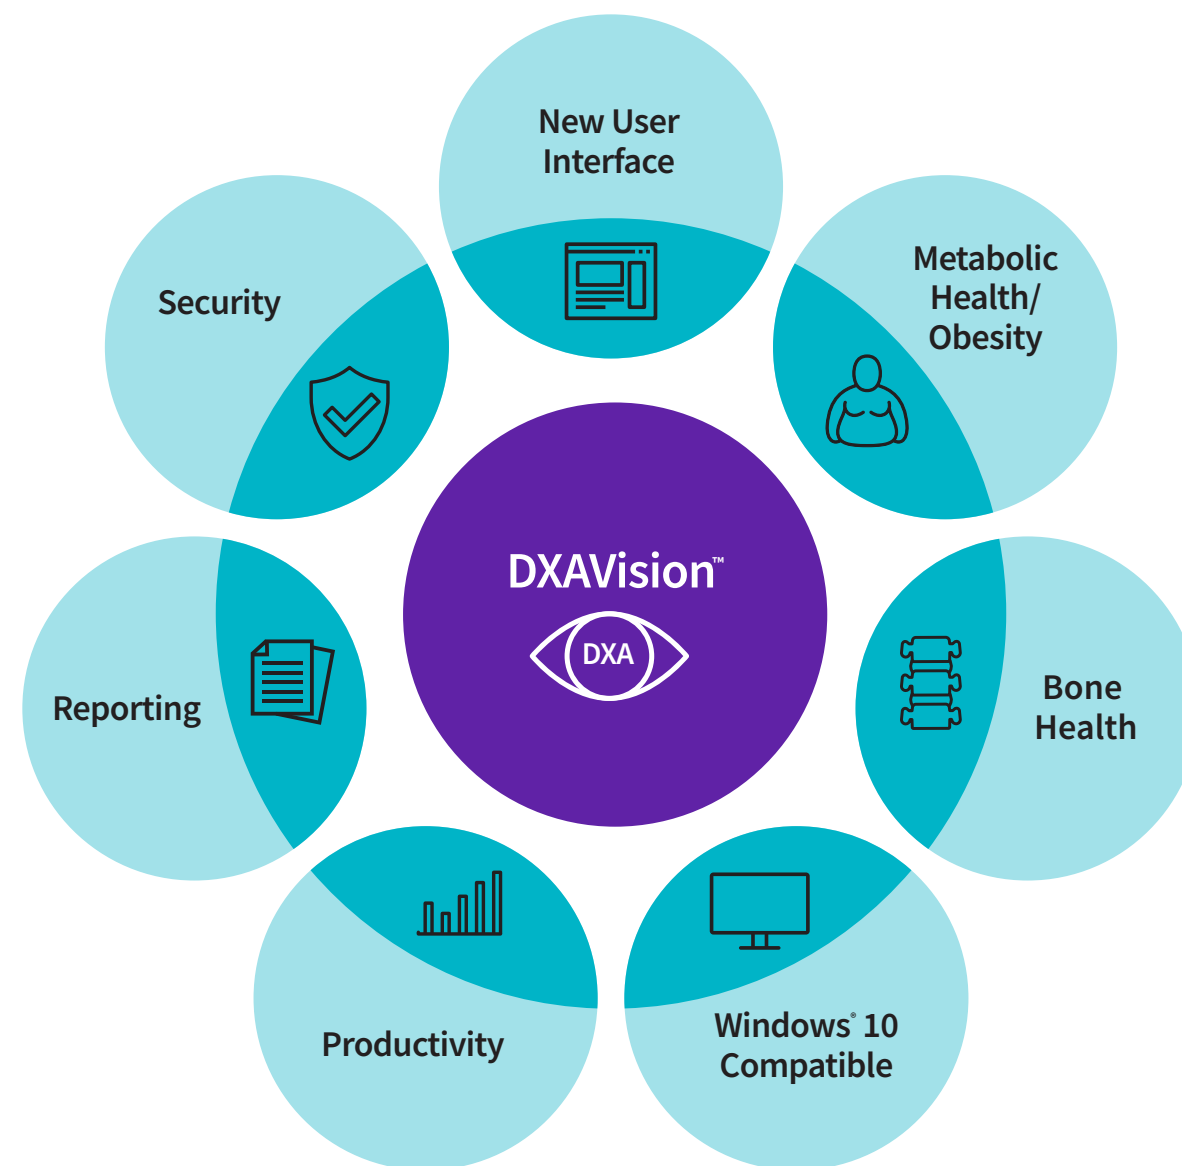 New User
Interface
Metabolic
Health/
Obesity
Security
DXAVision™
DXA
Bone
Health
Reporting
Windows® 10
Compatible
Productivity